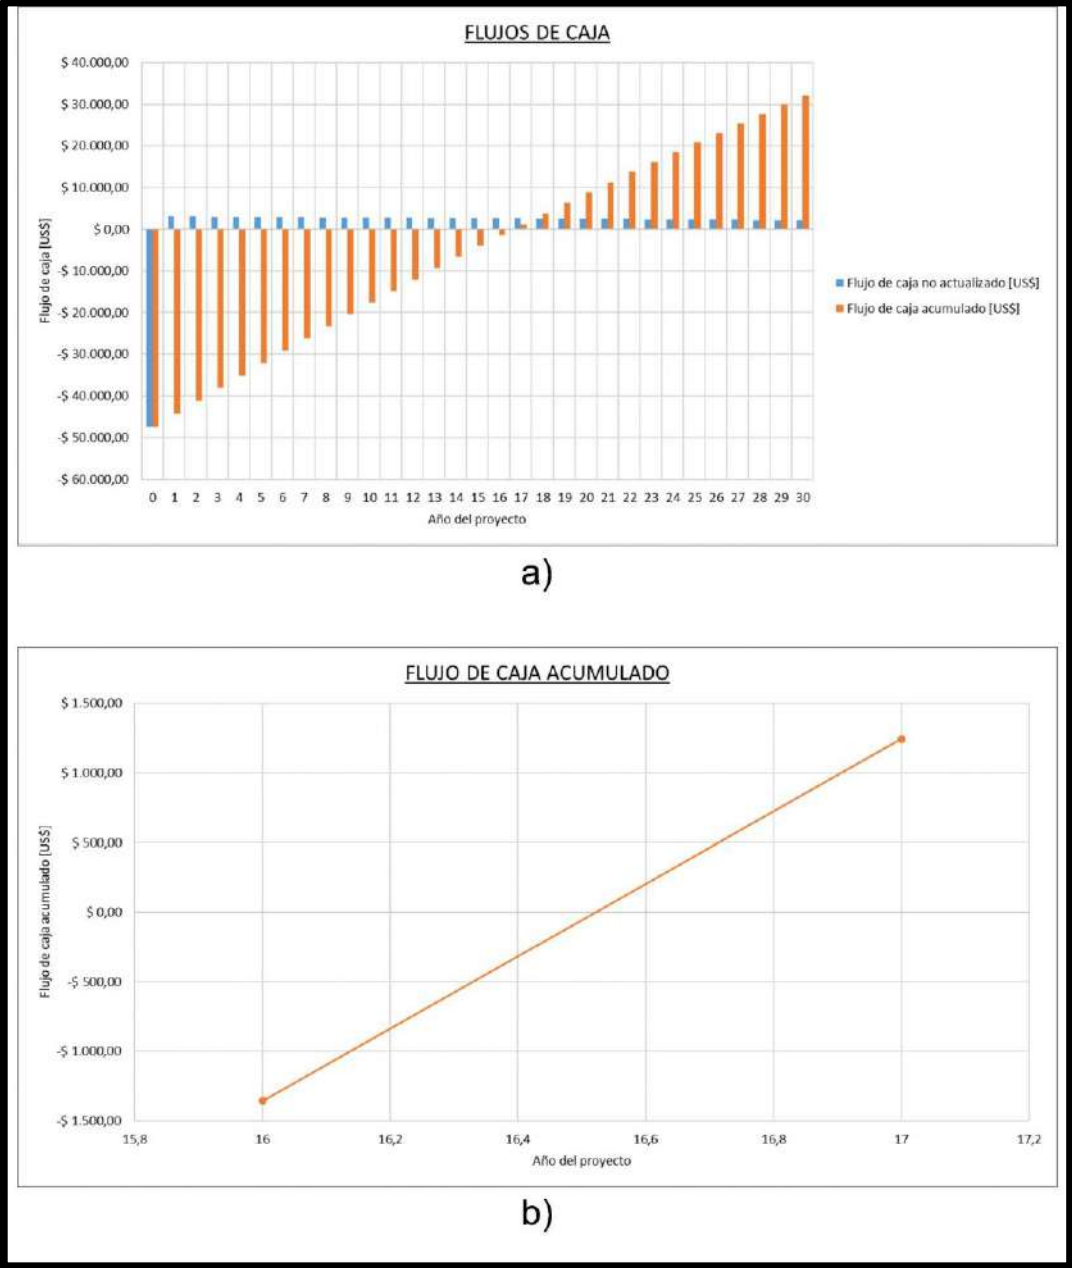 FLUJOS DE CAJA
$ 40.000,00
$ 30.000,00
$ 20.000,00
$ 10.000,00
$ 0,00
-$ 10.000,00
-$ 20.000,00
-$ 30.000,00
-$ 40.000,00
-$ 50.000,00
-$ 60.000,00
Flujo de caja [US$]
0 1 2 3 4 5 6 7 8 9 10 11 12 13 14 15 16 17 18 19 20 21 22 23 24 25 26 27 28 29 30
Año del proyecto
Flujo de caja no actualizado [US$]
Flujo de caja acumulado [US$]
a)
FLUJO DE CAJA ACUMULADO
$ 1.500,00
$ 1.000,00
$ 500,00
$ 0,00
-$ 500,00
-$ 1.000,00
-$ 1.500,00
Flujo de caja acumulado [US$]
15,8 16 16,2 16,4 16,6 16,8 17 17,2
Año del proyecto
b)